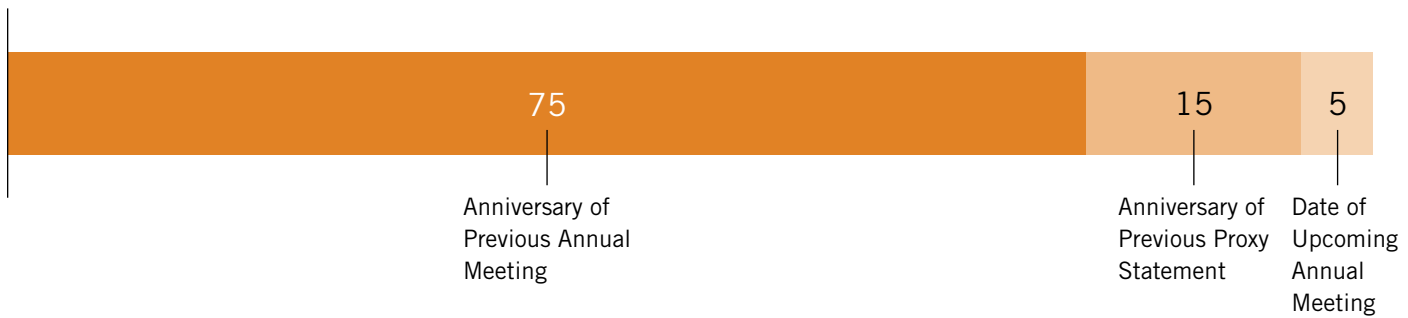 75
15
5
Anniversary of
Previous Annual
Meeting
Anniversary of
Previous Proxy
Statement
Date of
Upcoming
Annual
Meeting